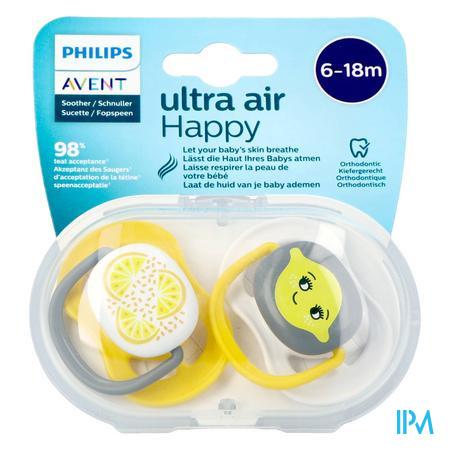 PHILIPS
AVENT
Soother / Schnuller
Sucette / Fopspeen
98%
teat acceptance
Akzeptanz des Saugers
d'acceptation de la tétine
speenacceptatie
ultra air
Happy
Let your baby's skin breathe
Lässt die Haut Ihres Babys atmen
Laisse respirer la peau de
votre bébé
Laat de huid van je baby ademen
6-18m
Orthodontic
Kiefergerecht
Orthodontique
Orthodontisch
IPM